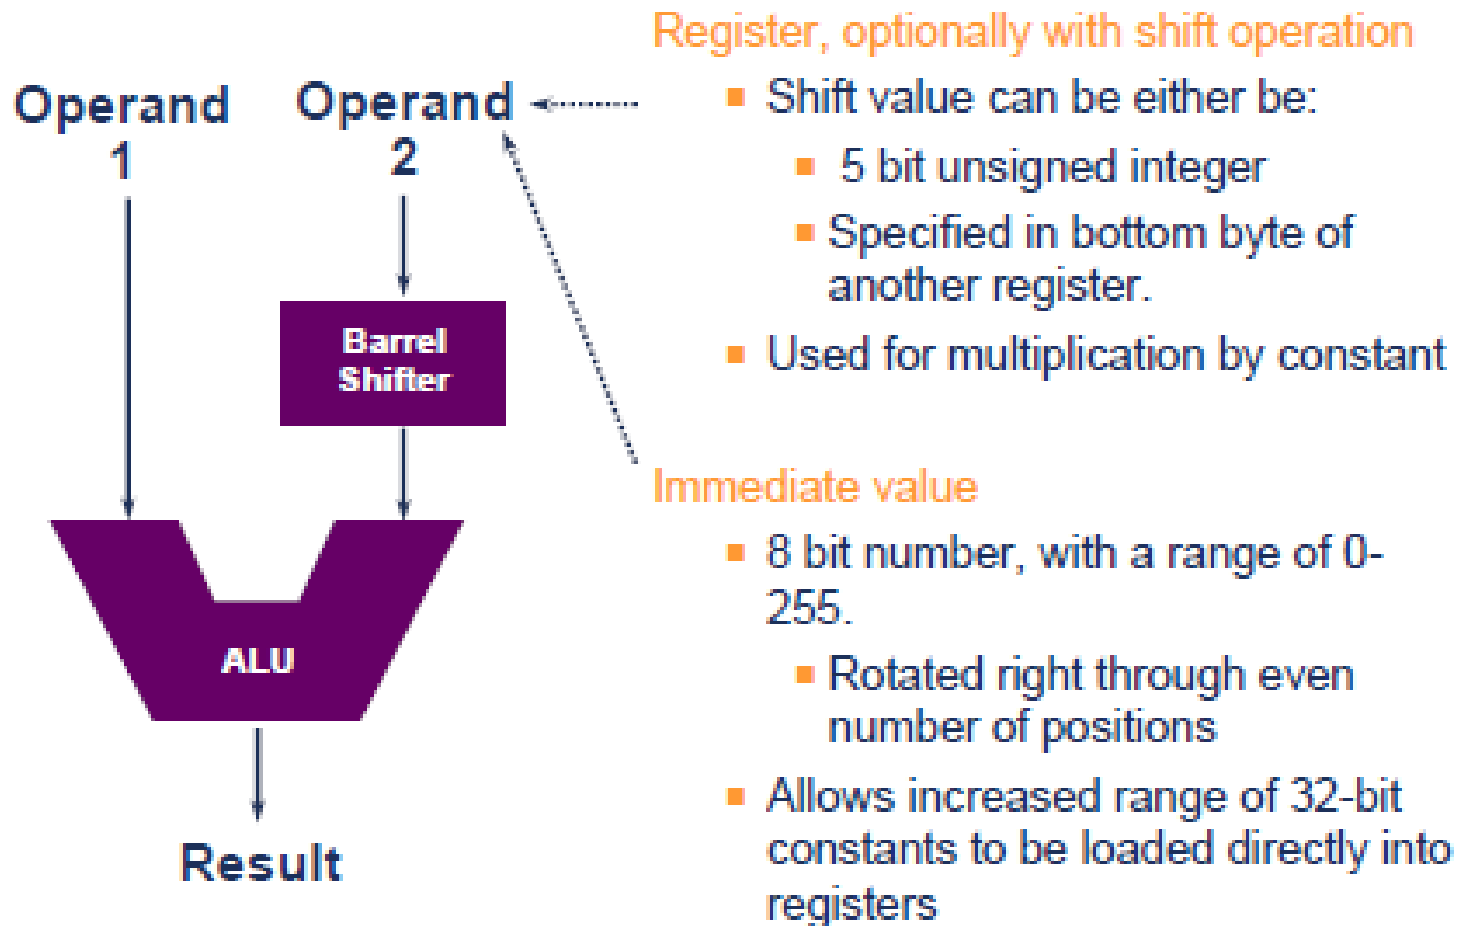 Register, optionally with shift operation
Operand
1
Operand
2
Shift value can be either be:
5 bit unsigned integer
Specified in bottom byte of
another register.
Used for multiplication by constant
Barrel
Shifter
Immediate value
8 bit number, with a range of 0-
255.
Rotated right through even
number of positions
Allows increased range of 32-bit
constants to be loaded directly into
registers
ALU
Result